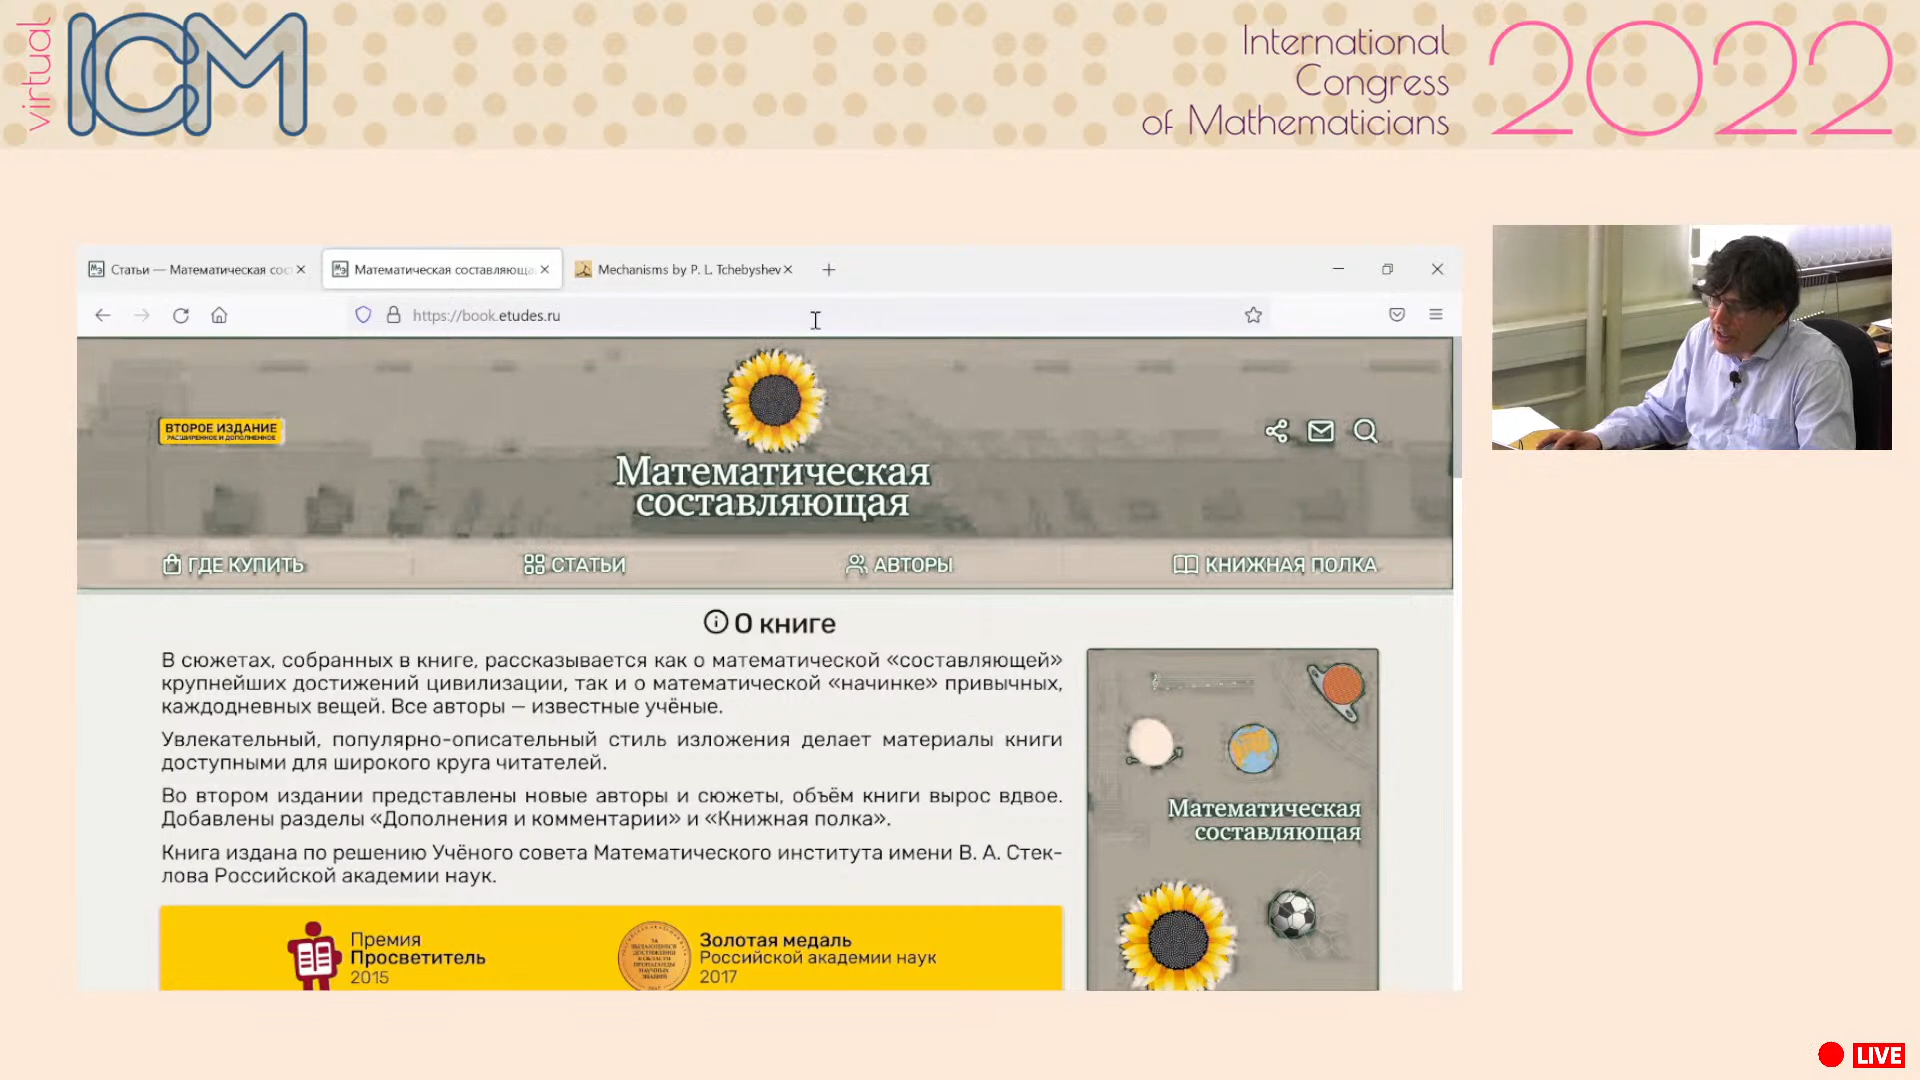 virtual
ICM
International
Congress
of Mathematicians
2022
Статьи — Математическая сос
Математическая составляюща
Mechanisms by P. L. Tchebyshev
https://book.etudes.ru
ВТОРОЕ ИЗДАНИЕ
РАСШИРЕННОЕ И ДОПОЛНЕННОЕ
Математическая
составляющая
ГДЕ КУПИТЬ
СТАТЬИ
АВТОРЫ
КНИЖНАЯ ПОЛКА
О книге
В сюжетах, собранных в книге, рассказывается как о математической «составляющей»
крупнейших достижений цивилизации, так и о математической «начинке» привычных,
каждодневных вещей. Все авторы — известные учёные.
Увлекательный, популярно-описательный стиль изложения делает материалы книги
доступными для широкого круга читателей.
Во втором издании представлены новые авторы и сюжеты, объём книги вырос вдвое.
Добавлены разделы «Дополнения и комментарии» и «Книжная полка».
Книга издана по решению Учёного совета Математического института имени В. А. Стек-
лова Российской академии наук.
Математическая
составляющая
Премия
Просветитель
2015
Золотая медаль
Российской академии наук
2017
LIVE